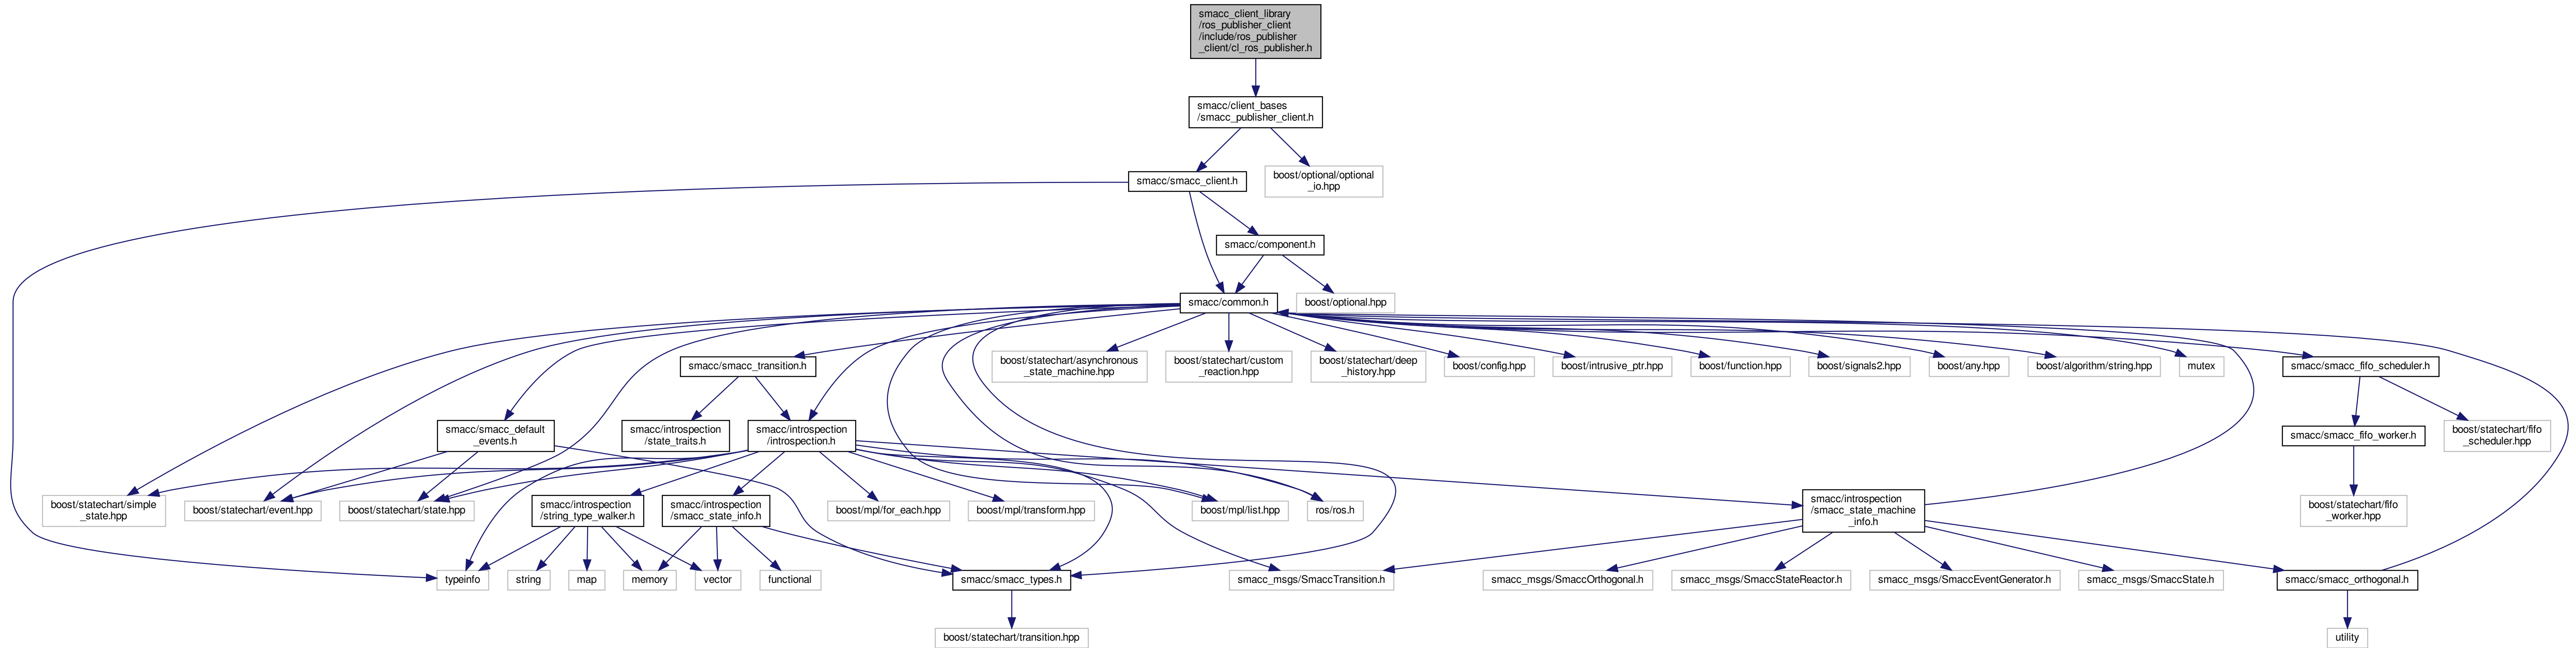 smacc_client_library
/ros_publisher_client
/include/ros_publisher
_client/cl_ros_publisher.h
smacc/client_bases
/smacc_publisher_client.h
smacc/smacc_client.h
boost/optional/optional
_io.hpp
smacc/component.h
smacc/common.h
boost/optional.hpp
smacc/smacc_transition.h
boost/statechart/asynchronous
_state_machine.hpp
boost/statechart/custom
_reaction.hpp
boost/statechart/deep
_history.hpp
boost/config.hpp
boost/intrusive_ptr.hpp
boost/function.hpp
boost/signals2.hpp
boost/any.hpp
boost/algorithm/string.hpp
mutex
smacc/smacc_fifo_scheduler.h
smacc/smacc_default
_events.h
smacc/introspection
/state_traits.h
smacc/introspection
/introspection.h
smacc/smacc_fifo_worker.h
boost/statechart/fifo
_scheduler.hpp
boost/statechart/simple
_state.hpp
boost/statechart/event.hpp
boost/statechart/state.hpp
smacc/introspection
/string_type_walker.h
smacc/introspection
/smacc_state_info.h
boost/mpl/for_each.hpp
boost/mpl/transform.hpp
boost/mpl/list.hpp
ros/ros.h
smacc/introspection
/smacc_state_machine
_info.h
boost/statechart/fifo
_worker.hpp
typeinfo
string
map
memory
vector
functional
smacc/smacc_types.h
smacc_msgs/SmaccTransition.h
smacc_msgs/SmaccOrthogonal.h
smacc_msgs/SmaccStateReactor.h
smacc_msgs/SmaccEventGenerator.h
smacc_msgs/SmaccState.h
smacc/smacc_orthogonal.h
boost/statechart/transition.hpp
utility